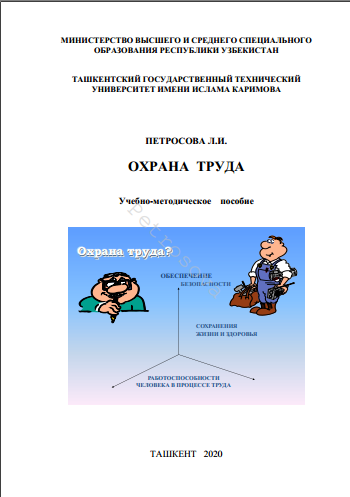 МИНИСТЕРСТВО ВЫСШЕГО И СРЕДНЕГО СПЕЦИАЛЬНОГО
ОБРАЗОВАНИЯ РЕСПУБЛИКИ УЗБЕКИСТАН
ТАШКЕНТСКИЙ ГОСУДАРСТВЕННЫЙ ТЕХНИЧЕСКИЙ
УНИВЕРСИТЕТ ИМЕНИ ИСЛАМА КАРИМОВА
ПЕТРОСОВА Л.И.
ОХРАНА ТРУДА
Учебно-методическое пособие
Охрана труда?
ОБЕСПЕЧЕНИЕ
БЕЗОПАСНОСТИ
СОХРАНЕНИЯ
ЖИЗНИ И ЗДОРОВЬЯ
РАБОТОСПОСОБНОСТИ
ЧЕЛОВЕКА В ПРОЦЕССЕ ТРУДА
ТАШКЕНТ 2020